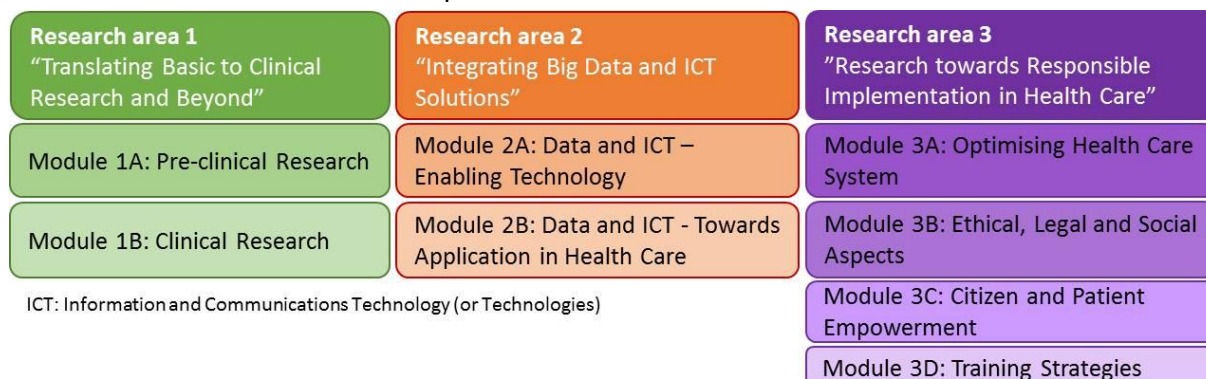 Research area 1
“Translating Basic to Clinical
Research and Beyond”
Module 1A: Pre-clinical Research
Module 1B: Clinical Research
Research area 2
“Integrating Big Data and ICT
Solutions”
Module 2A: Data and ICT –
Enabling Technology
Module 2B: Data and ICT - Towards
Application in Health Care
Research area 3
”Research towards Responsible
Implementation in Health Care”
Module 3A: Optimising Health Care
System
Module 3B: Ethical, Legal and Social
Aspects
Module 3C: Citizen and Patient
Empowerment
Module 3D: Training Strategies
ICT: Information and Communications Technology (or Technologies)